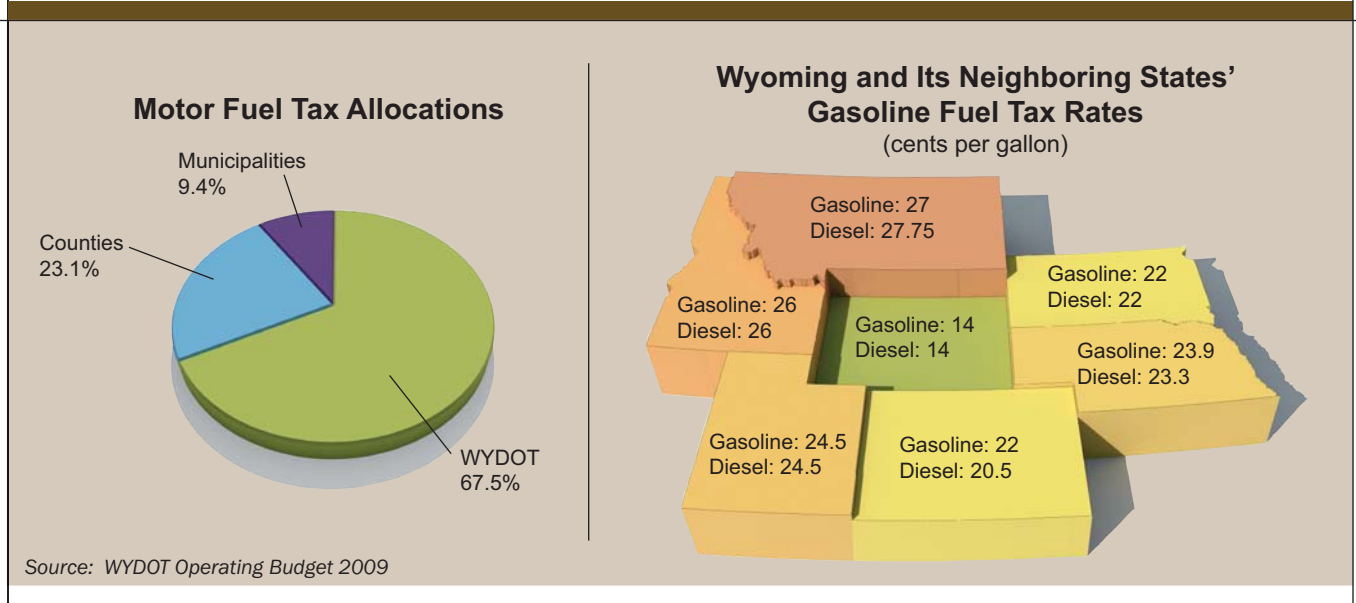 Motor Fuel Tax Allocations
Municipalities
9.4%
Counties
23.1%
WYDOT
67.5%
Source: WYDOT Operating Budget 2009
Wyoming and Its Neighboring States’
Gasoline Fuel Tax Rates
(cents per gallon)
Gasoline: 27
Diesel: 27.75
Gasoline: 22
Diesel: 22
Gasoline: 26
Diesel: 26
Gasoline: 14
Diesel: 14
Gasoline: 23.9
Diesel: 23.3
Gasoline: 24.5
Diesel: 24.5
Gasoline: 22
Diesel: 20.5